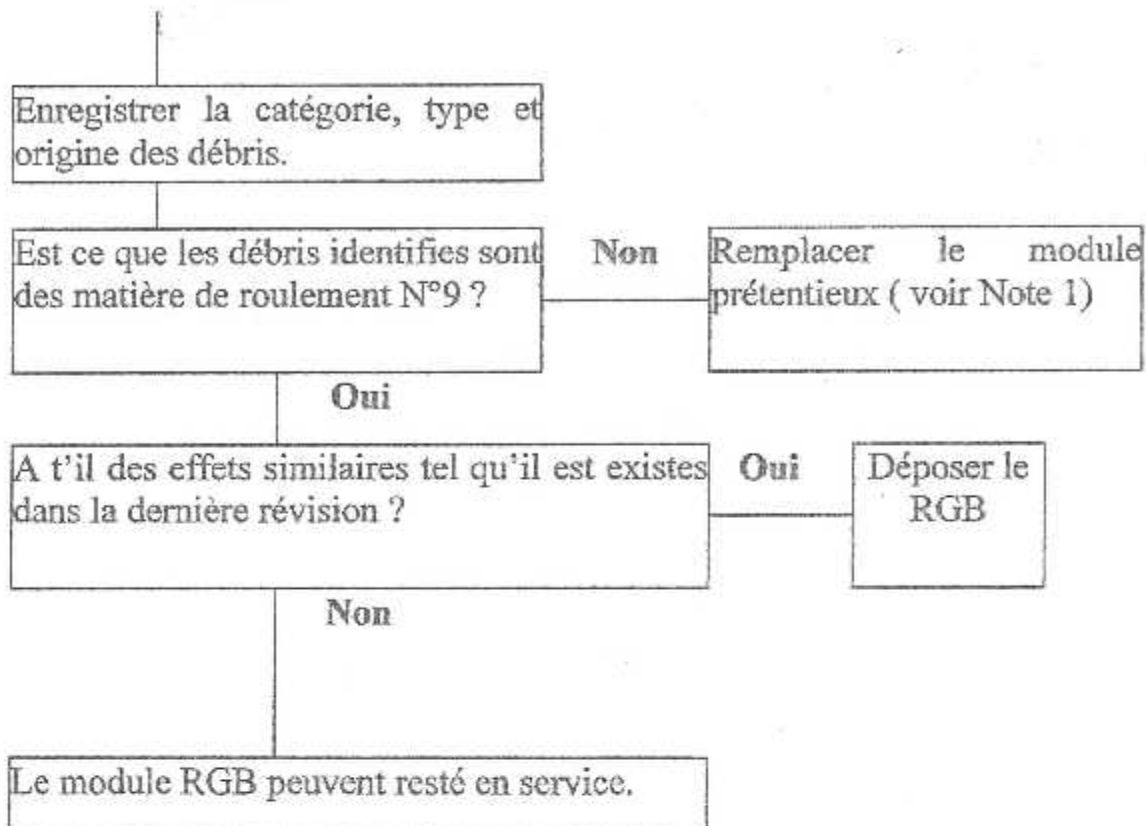 Enregistrer la catégorie, type et
origine des débris.
Est ce que les débris identifies sont
des matière de roulement N°9 ?
Non
Remplacer le module
prétentieux ( voir Note 1)
Oui
A t'il des effets similaires tel qu'il est existes
dans la dernière révision ?
Oui
Déposer le
RGB
Non
Le module RGB peuvent resté en service.